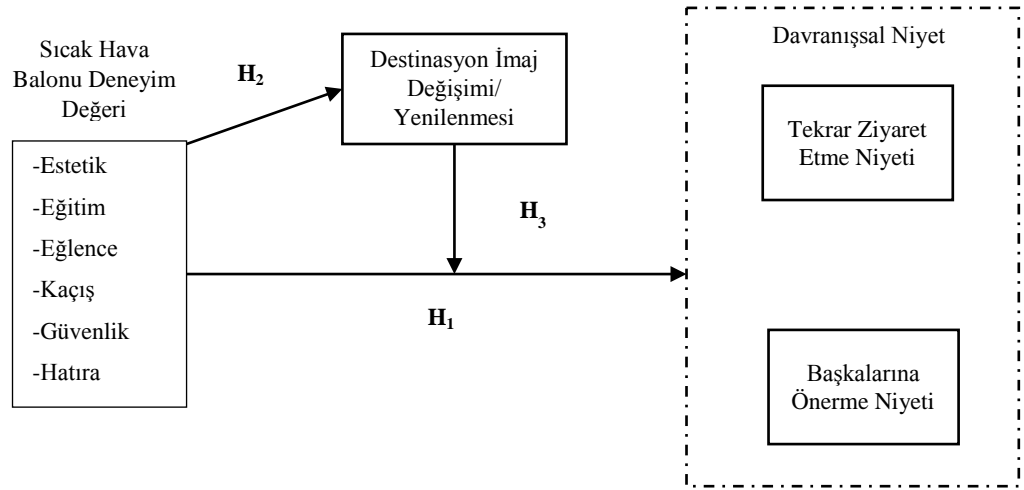 Sıcak Hava
Balonu Deneyim
Değeri
-Estetik
-Eğitim
-Eğlence
-Kaçış
-Güvenlik
-Hatıra
H2
Destinasyon İmaj
Değişimi/
Yenilenmesi
H3
H1
Davranışsal Niyet
Tekrar Ziyaret
Etme Niyeti
Başkalarına
Önerme Niyeti